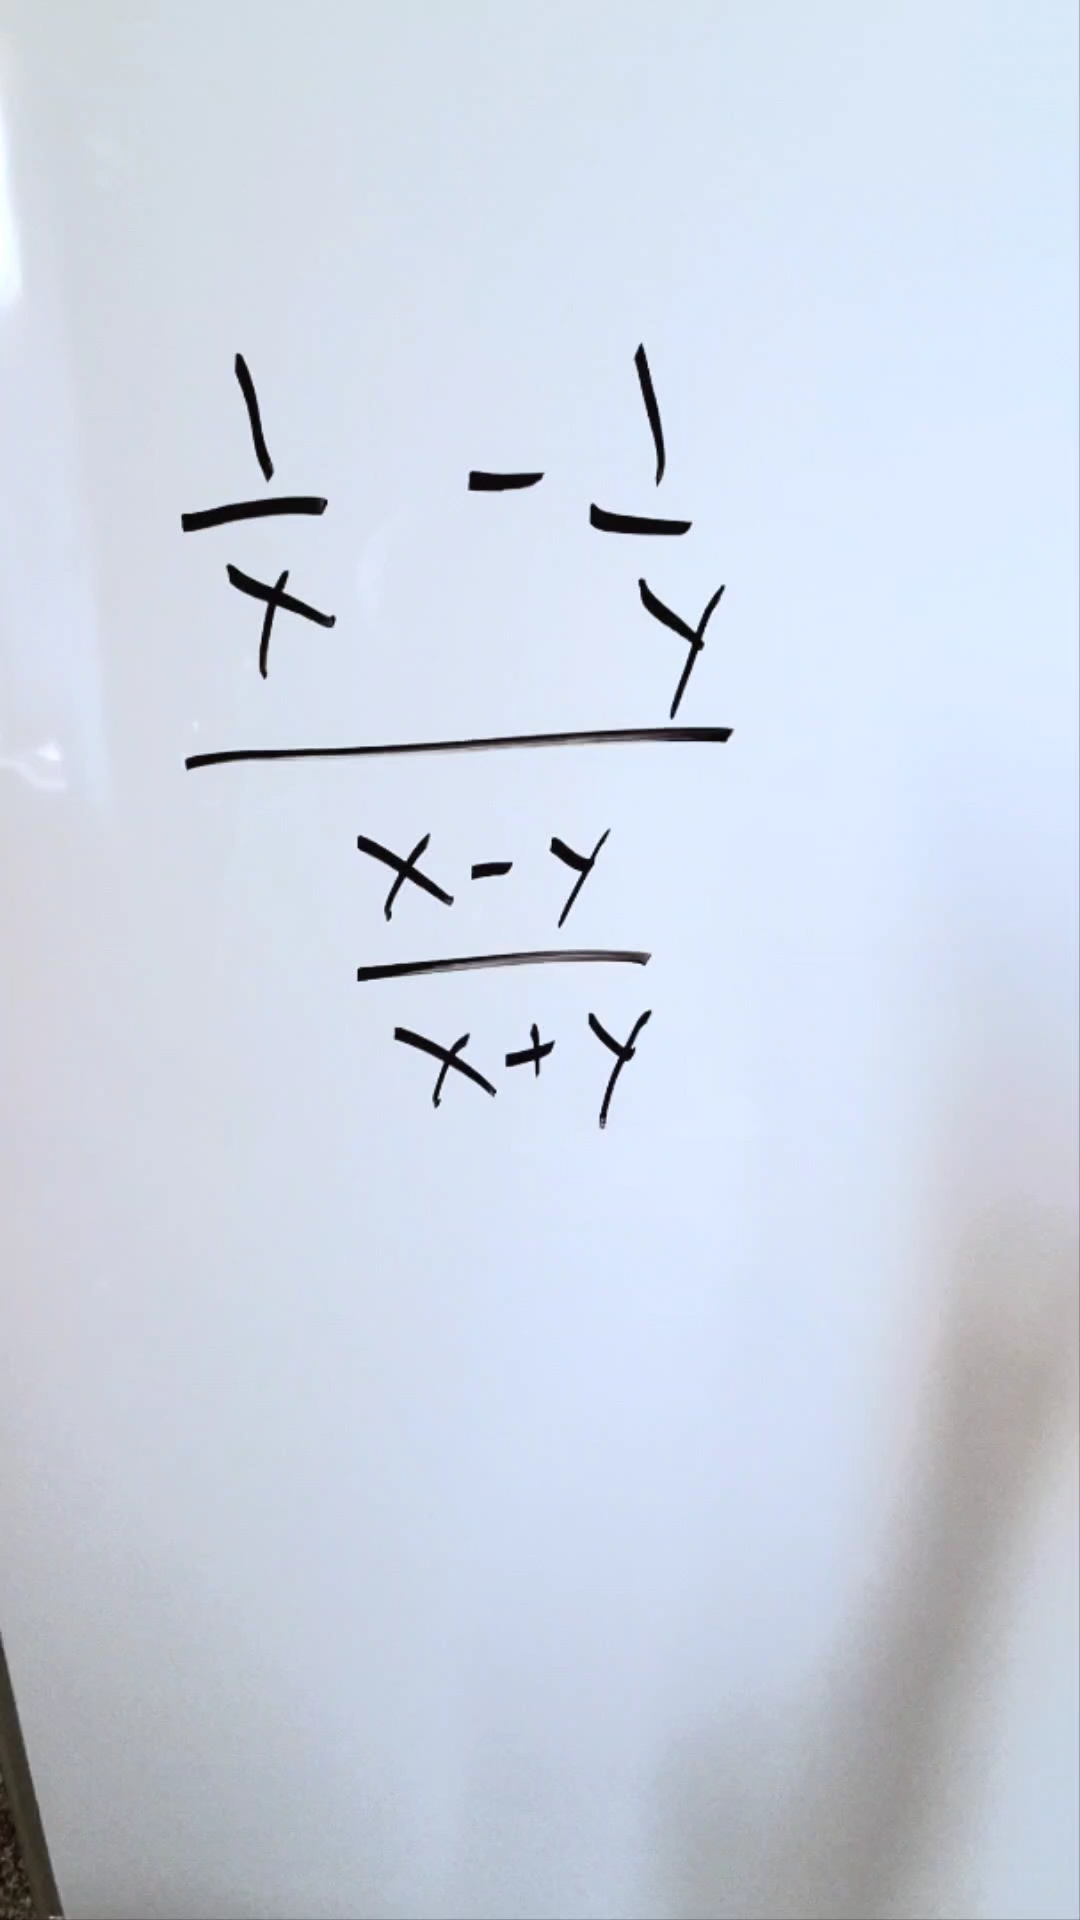 1/x - 1/y
x - y
x + y